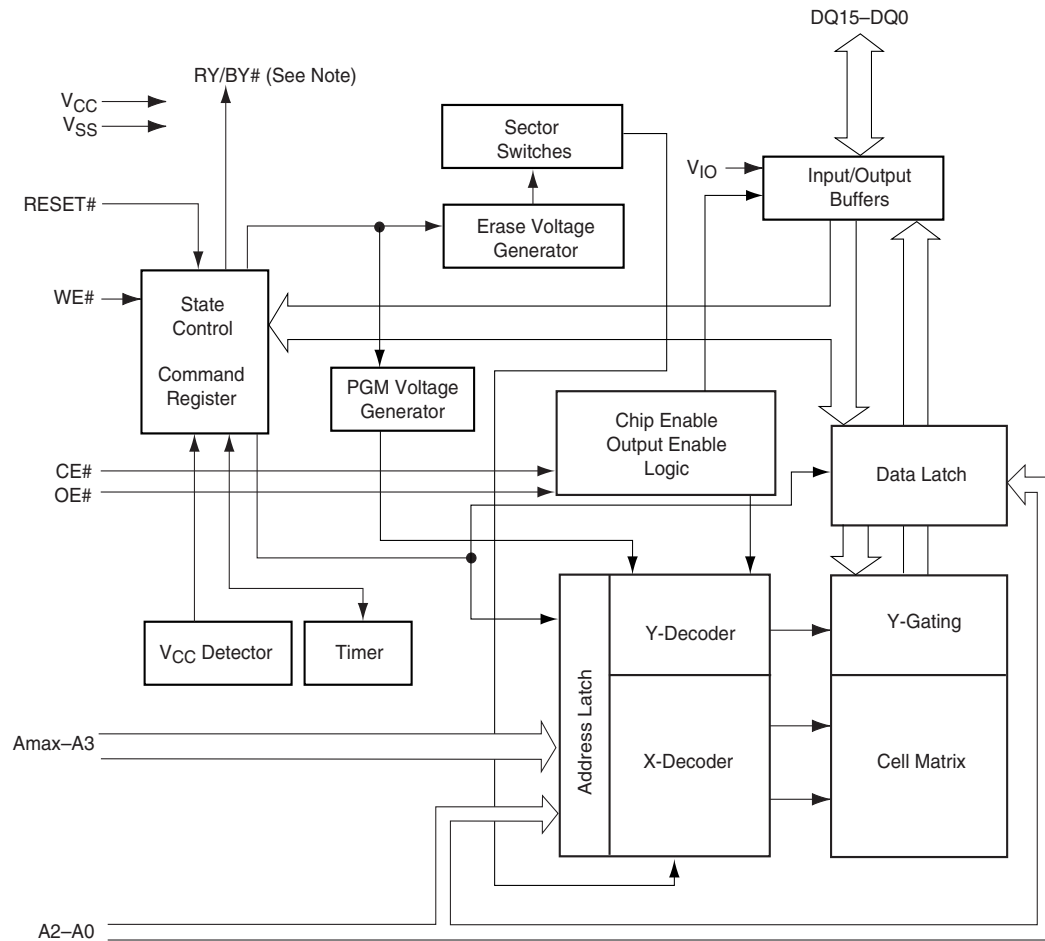 DQ15–DQ0
RY/BY# (See Note)
VCC
VSS
Sector
Switches
VIO
Input/Output
Buffers
RESET#
Erase Voltage
Generator
WE#
State
Control
Command
Register
PGM Voltage
Generator
Chip Enable
Output Enable
Logic
CE#
OE#
Data Latch
VCC Detector
Timer
Address Latch
Y-Decoder
Y-Gating
X-Decoder
Cell Matrix
Amax–A3
A2–A0